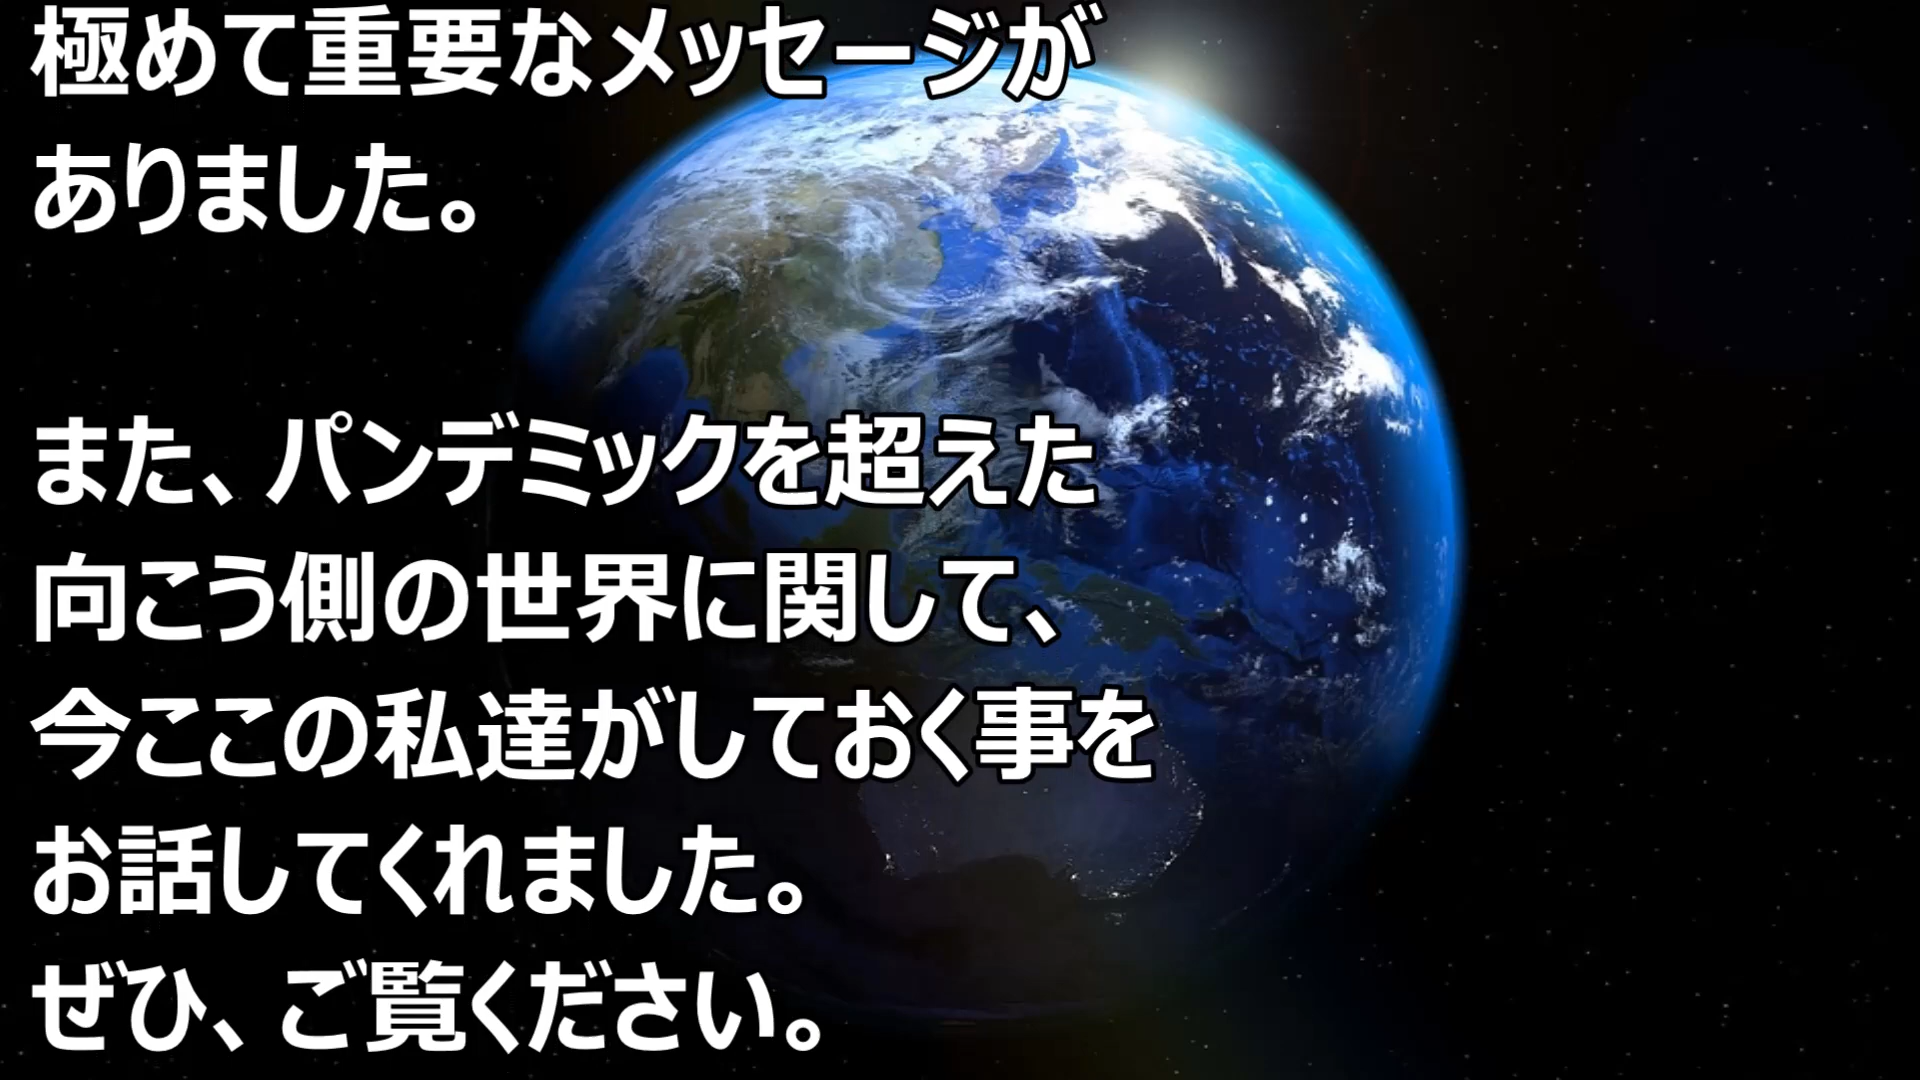 極めて重要なメッセージが
ありました。
また、パンデミックを超えた
向こう側の世界に関して、
今ここの私達がしておく事を
お話してくれました。
ぜひ、ご覧ください。